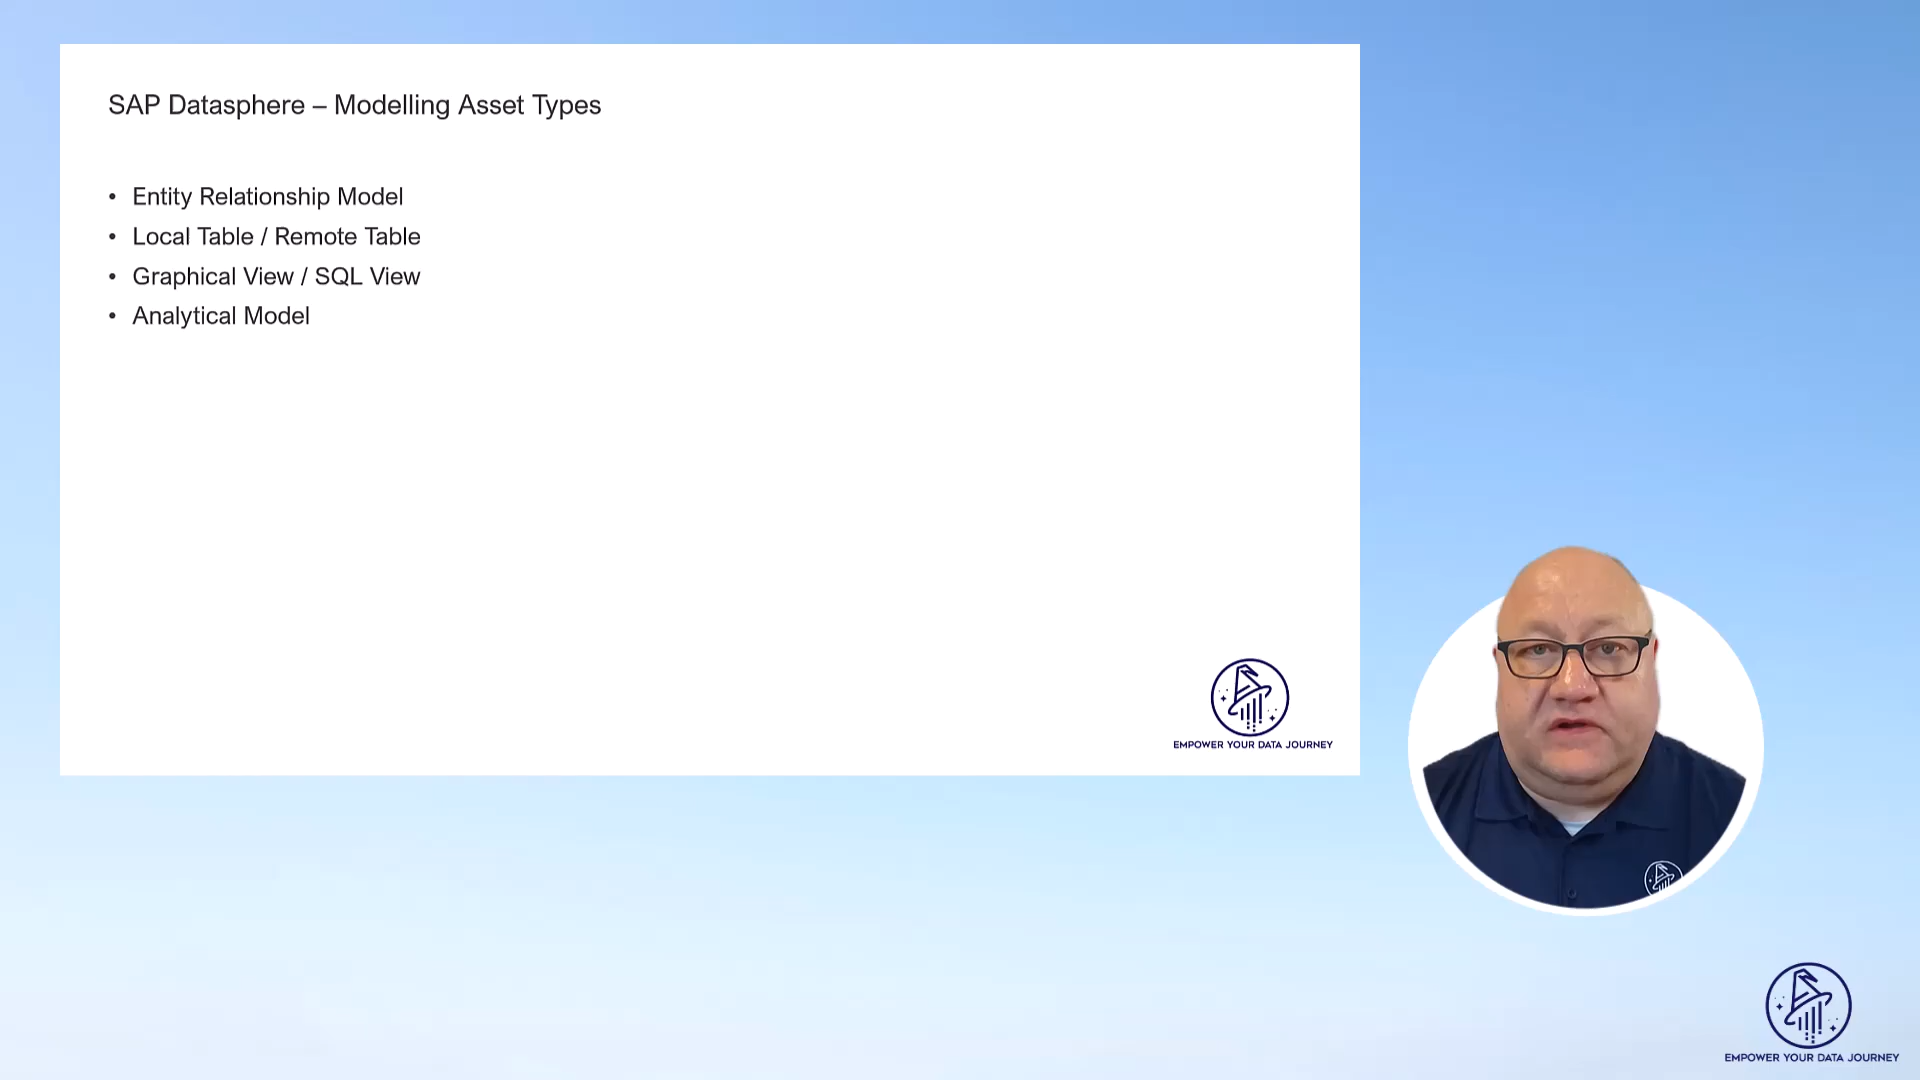 SAP Datasphere – Modelling Asset Types
• Entity Relationship Model
• Local Table / Remote Table
• Graphical View / SQL View
• Analytical Model
EMPOWER YOUR DATA JOURNEY
EMPOWER YOUR DATA JOURNEY